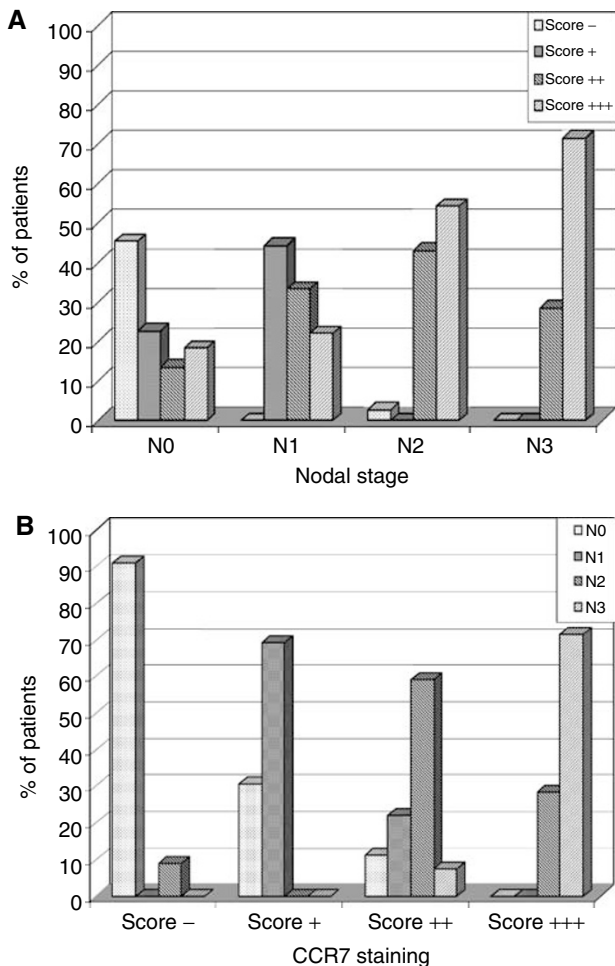 A
100
90
80
70
60
50
40
30
20
10
0
% of patients
Score –
Score +
Score ++
Score +++
N0 N1 N2 N3
Nodal stage
B
100
90
80
70
60
50
40
30
20
10
0
% of patients
N0
N1
N2
N3
Score – Score + Score ++ Score +++
CCR7 staining